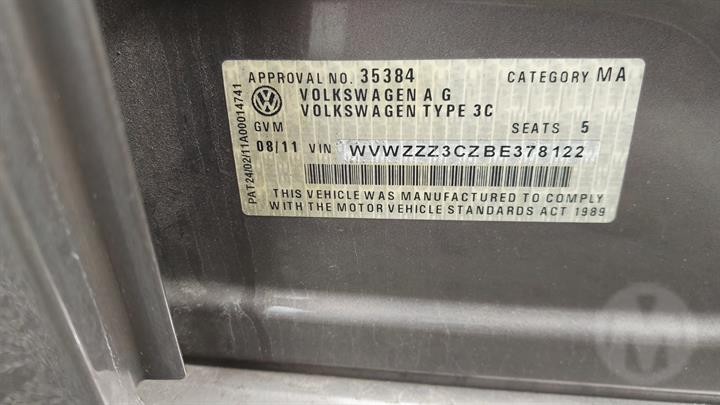 APPROVAL NO. 35384 CATEGORY MA
VOLKSWAGEN A G
VOLKSWAGEN TYPE 3C
GVM SEATS 5
08/11 VIN WVWZZZ3CZBE378122
THIS VEHICLE WAS MANUFACTURED TO COMPLY
WITH THE MOTOR VEHICLE STANDARDS ACT 1989
PAT24/02/11A00014741